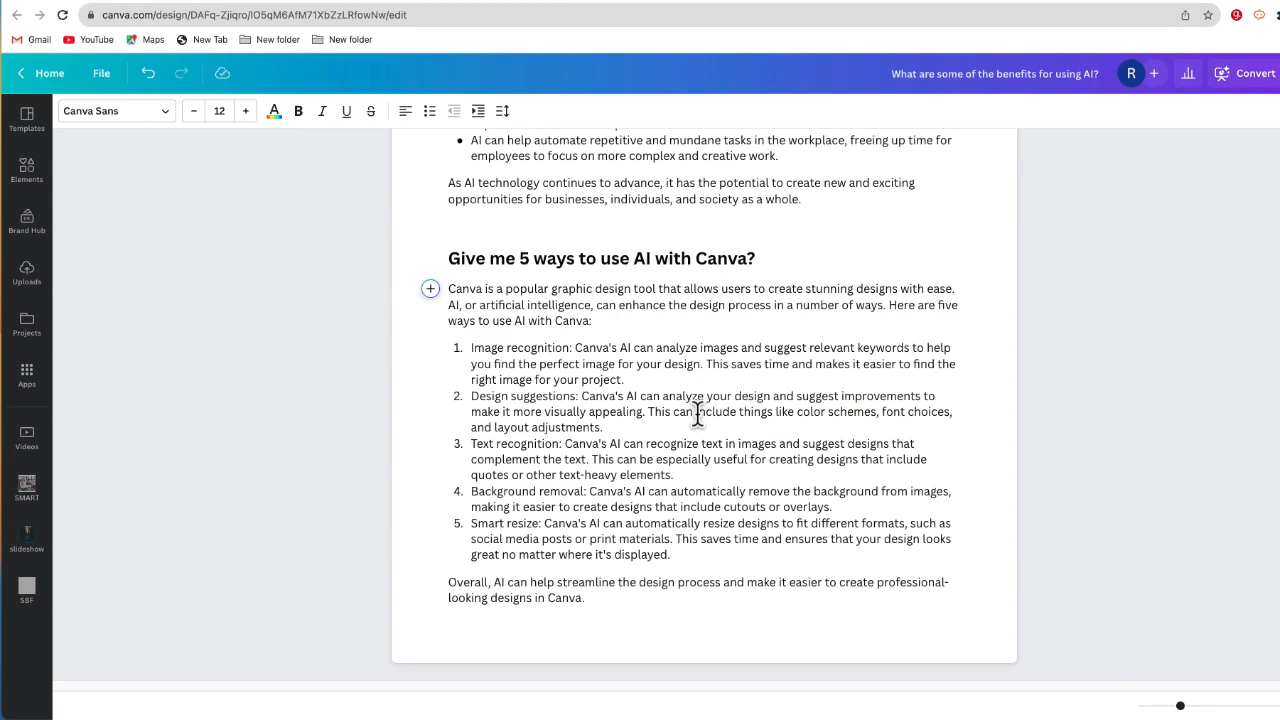 canva.com/design/DAFq-Zjiqro/lO5qM6AfM71XbZzLRfowNw/edit
Gmail YouTube Maps New Tab New folder New folder
Home File What are some of the benefits for using AI? R + Convert
Canva Sans - 12 + A B I U S
Templates
Elements
Brand Hub
Uploads
Projects
Apps
Videos
SMART
slideshow
SBF
• AI can help automate repetitive and mundane tasks in the workplace, freeing up time for
employees to focus on more complex and creative work.
As AI technology continues to advance, it has the potential to create new and exciting
opportunities for businesses, individuals, and society as a whole.
Give me 5 ways to use AI with Canva?
Canva is a popular graphic design tool that allows users to create stunning designs with ease.
AI, or artificial intelligence, can enhance the design process in a number of ways. Here are five
ways to use AI with Canva:
1. Image recognition: Canva's AI can analyze images and suggest relevant keywords to help
you find the perfect image for your design. This saves time and makes it easier to find the
right image for your project.
2. Design suggestions: Canva's AI can analyze your design and suggest improvements to
make it more visually appealing. This can include things like color schemes, font choices,
and layout adjustments.
3. Text recognition: Canva's AI can recognize text in images and suggest designs that
complement the text. This can be especially useful for creating designs that include
quotes or other text-heavy elements.
4. Background removal: Canva's AI can automatically remove the background from images,
making it easier to create designs that include cutouts or overlays.
5. Smart resize: Canva's AI can automatically resize designs to fit different formats, such as
social media posts or print materials. This saves time and ensures that your design looks
great no matter where it's displayed.
Overall, AI can help streamline the design process and make it easier to create professional-
looking designs in Canva.